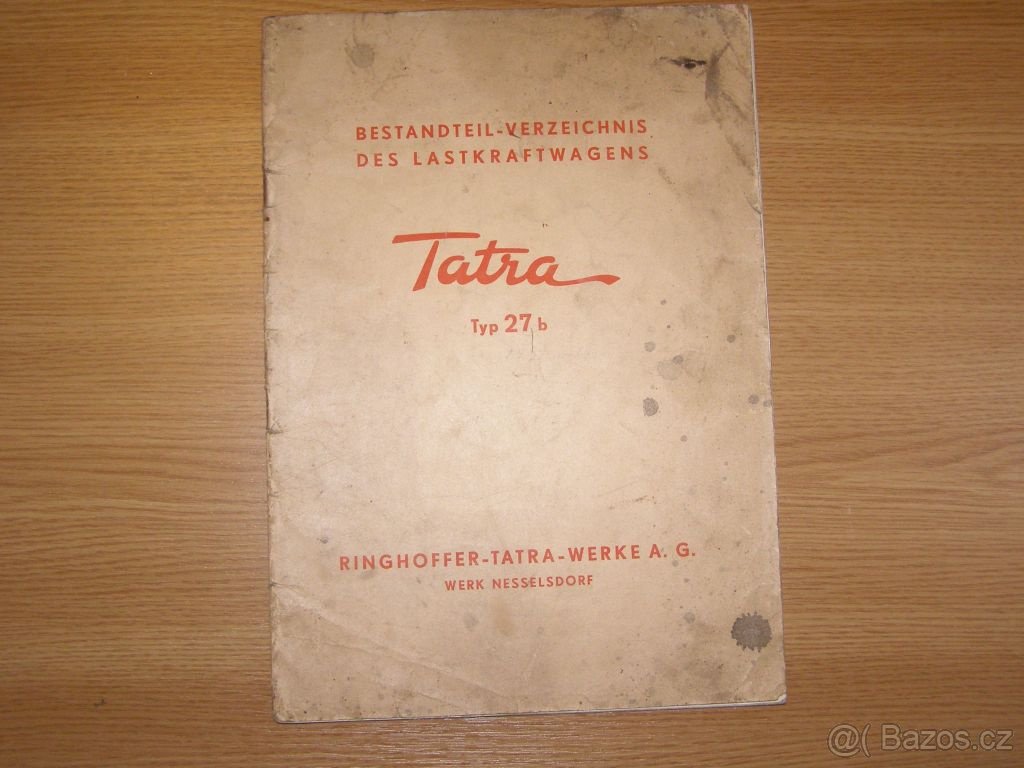 BESTANDTEIL-VERZEICHNIS
DES LASTKRAFTWAGENS
Tatra
Typ 27 b
RINGHOFFER-TATRA-WERKE A. G.
WERK NESSELSDORF
@( Bazos.cz